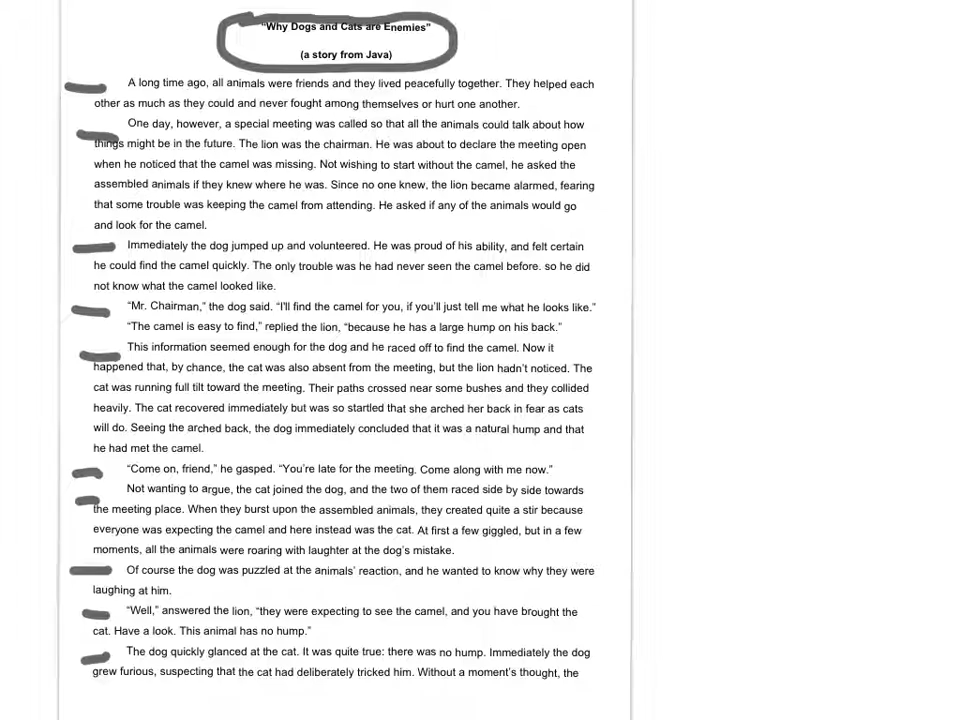 "Why Dogs and Cats are Enemies"
(a story from Java)
A long time ago, all animals were friends and they lived peacefully together. They helped each
other as much as they could and never fought among themselves or hurt one another.
One day, however, a special meeting was called so that all the animals could talk about how
things might be in the future. The lion was the chairman. He was about to declare the meeting open
when he noticed that the camel was missing. Not wishing to start without the camel, he asked the
assembled animals if they knew where he was. Since no one knew, the lion became alarmed, fearing
that some trouble was keeping the camel from attending. He asked if any of the animals would go
and look for the camel.
Immediately the dog jumped up and volunteered. He was proud of his ability, and felt certain
he could find the camel quickly. The only trouble was he had never seen the camel before. so he did
not know what the camel looked like.
“Mr. Chairman,” the dog said. “I'll find the camel for you, if you’ll just tell me what he looks like.”
“The camel is easy to find,” replied the lion, “because he has a large hump on his back.”
This information seemed enough for the dog and he raced off to find the camel. Now it
happened that, by chance, the cat was also absent from the meeting, but the lion hadn’t noticed. The
cat was running full tilt toward the meeting. Their paths crossed near some bushes and they collided
heavily. The cat recovered immediately but was so startled that she arched her back in fear as cats
will do. Seeing the arched back, the dog immediately concluded that it was a natural hump and that
he had met the camel.
“Come on, friend,” he gasped. “You’re late for the meeting. Come along with me now.”
Not wanting to argue, the cat joined the dog, and the two of them raced side by side towards
the meeting place. When they burst upon the assembled animals, they created quite a stir because
everyone was expecting the camel and here instead was the cat. At first a few giggled, but in a few
moments, all the animals were roaring with laughter at the dog’s mistake.
Of course the dog was puzzled at the animals’ reaction, and he wanted to know why they were
laughing at him.
“Well,” answered the lion, “they were expecting to see the camel, and you have brought the
cat. Have a look. This animal has no hump.”
The dog quickly glanced at the cat. It was quite true: there was no hump. Immediately the dog
grew furious, suspecting that the cat had deliberately tricked him. Without a moment’s thought, the